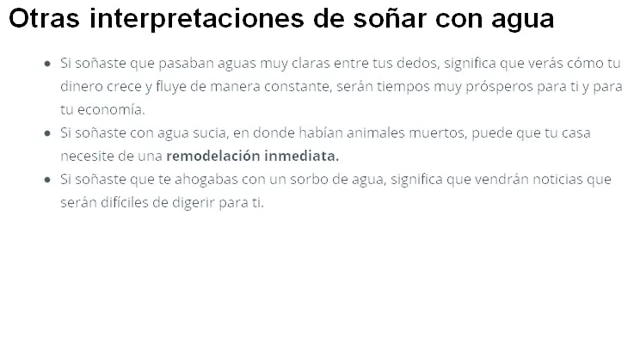 Otras interpretaciones de soñar con agua
• Si soñaste que pasaban aguas muy claras entre tus dedos, significa que verás cómo tu
dinero crece y fluye de manera constante, serán tiempos muy prósperos para ti y para
tu economía.
• Si soñaste con agua sucia, en donde habían animales muertos, puede que tu casa
necesite de una remodelación inmediata.
• Si soñaste que te ahogabas con un sorbo de agua, significa que vendrán noticias que
serán difíciles de digerir para ti.